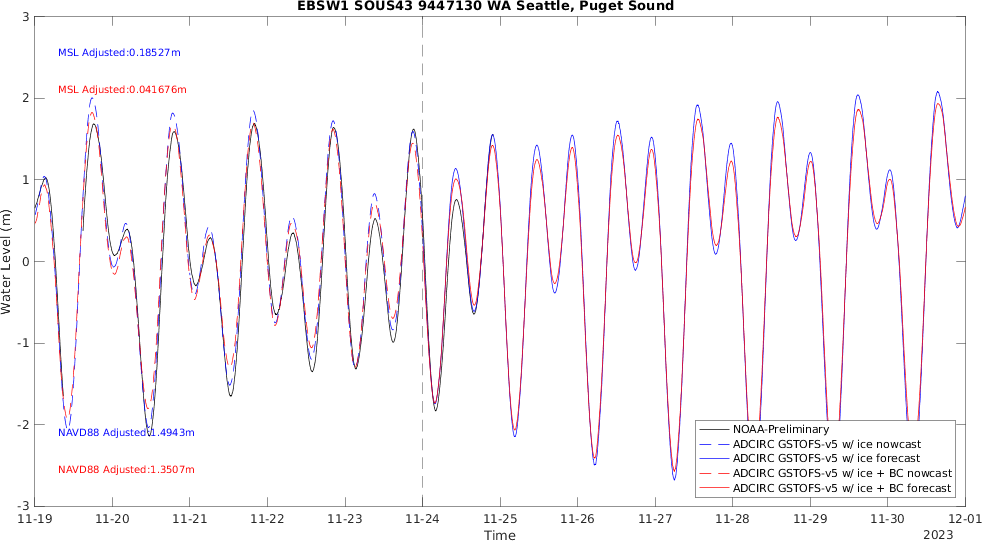 EBSW1 SOUS43 9447130 WA Seattle, Puget Sound
3
MSL Adjusted:0.18527m
MSL Adjusted:0.041676m
2
1
0
-1
-2
-3
Water Level (m)
NAVD88 Adjusted:1.4943m
NAVD88 Adjusted:1.3507m
NOAA-Preliminary
ADCIRC GSTOFS-v5 w/ ice nowcast
ADCIRC GSTOFS-v5 w/ ice forecast
ADCIRC GSTOFS-v5 w/ ice + BC nowcast
ADCIRC GSTOFS-v5 w/ ice + BC forecast
11-19 11-20 11-21 11-22 11-23 11-24 11-25 11-26 11-27 11-28 11-29 11-30 12-01
Time
2023